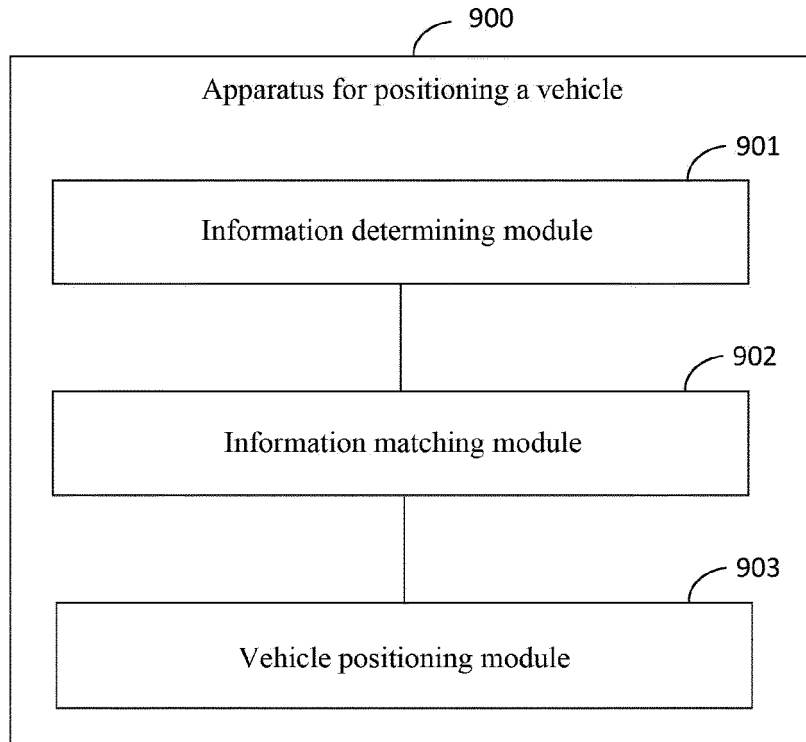 900
Apparatus for positioning a vehicle
901
Information determining module
902
Information matching module
903
Vehicle positioning module